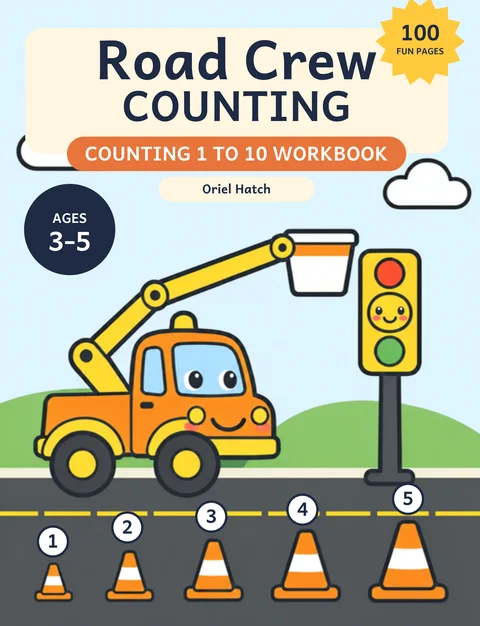 100
FUN PAGES
Road Crew
COUNTING
COUNTING 1 TO 10 WORKBOOK
Oriel Hatch
AGES
3-5
1
2
3
4
5